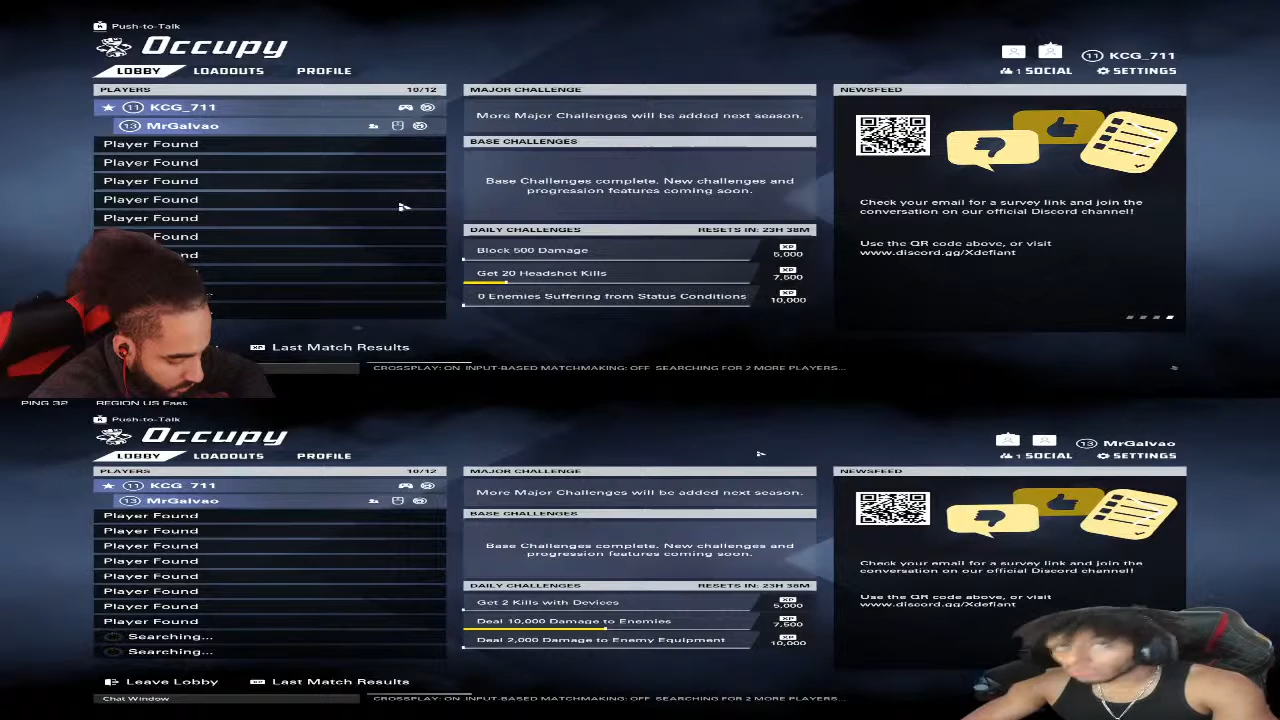 Push-to-Talk
Occupy
11 KCG_711
LOBBY LOADOUTS PROFILE
1 SOCIAL SETTINGS
PLAYERS 10/12
11 KCG_711
13 MrGalvao
Player Found
Player Found
Player Found
Player Found
Player Found
Found
MAJOR CHALLENGE
More Major Challenges will be added next season.
BASE CHALLENGES
Base Challenges complete. New challenges and
progression features coming soon.
DAILY CHALLENGES RESETS IN: 23H 38M
Block 500 Damage XP 5,000
Get 20 Headshot Kills XP 7,500
0 Enemies Suffering from Status Conditions XP 10,000
NEWSFEED
Check your email for a survey link and join the
conversation on our official Discord channel!
Use the QR code above, or visit
www.discord.gg/Xdefiant
XP Last Match Results
CROSSPLAY: ON INPUT-BASED MATCHMAKING: OFF SEARCHING FOR 2 MORE PLAYERS...
PING 32 REGION US East
Push-to-Talk
Occupy
13 MrGalvao
LOBBY LOADOUTS PROFILE
1 SOCIAL SETTINGS
PLAYERS 10/12
11 KCG_711
13 MrGalvao
Player Found
Player Found
Player Found
Player Found
Player Found
Player Found
Player Found
Player Found
Searching...
Searching...
MAJOR CHALLENGE
More Major Challenges will be added next season.
BASE CHALLENGES
Base Challenges complete. New challenges and
progression features coming soon.
DAILY CHALLENGES RESETS IN: 23H 38M
Get 2 Kills with Devices XP 5,000
Deal 10,000 Damage to Enemies XP 7,500
Deal 2,000 Damage to Enemy Equipment XP 10,000
NEWSFEED
Check your email for a survey link and join the
conversation on our official Discord channel!
Use the QR code above, or visit
www.discord.gg/Xdefiant
Leave Lobby XP Last Match Results
Chat Window
CROSSPLAY: ON INPUT-BASED MATCHMAKING: OFF SEARCHING FOR 2 MORE PLAYERS...